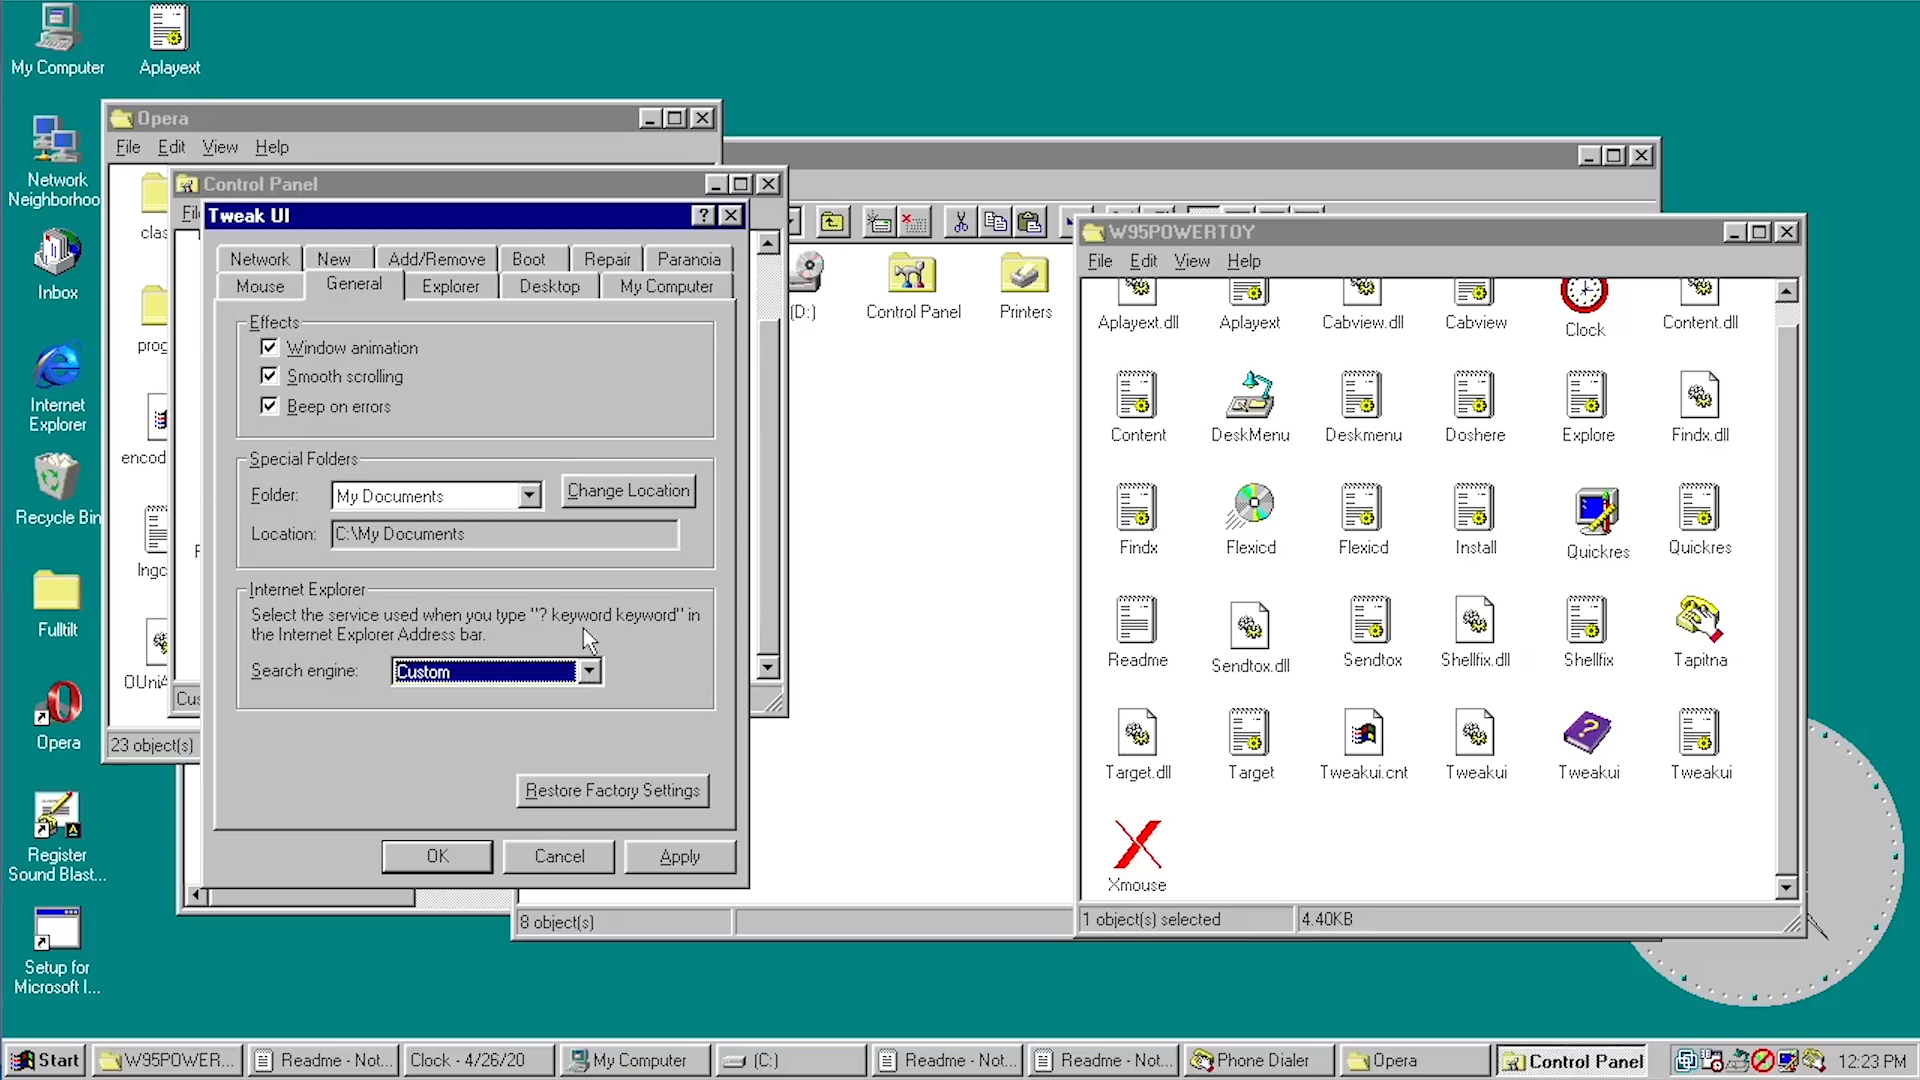 My Computer
Aplayext
Network
Neighborhoo
Inbox
Internet
Explorer
Recycle Bin
Fulltilt
Opera
Register
Sound Blast...
Setup for
Microsoft I...
Opera
File Edit View Help
clas
prog
encod
lngc
OUniA
23 object(s)
Control Panel
Tweak UI
Network New Add/Remove Boot Repair Paranoia
Mouse General Explorer Desktop My Computer
Effects
Window animation
Smooth scrolling
Beep on errors
Special Folders
Folder: My Documents Change Location
Location: C:\My Documents
Internet Explorer
Select the service used when you type "? keyword keyword" in
the Internet Explorer Address bar.
Search engine: Custom
Restore Factory Settings
OK Cancel Apply
(D:)
Control Panel
Printers
8 object(s)
W95POWERTOY
File Edit View Help
Aplayext.dll Aplayext Cabview.dll Cabview Clock Content.dll
Content DeskMenu Deskmenu Doshere Explore Findx.dll
Findx Flexicd Flexicd Install Quickres Quickres
Readme Sendtox.dll Sendtox Shellfix.dll Shellfix Tapitna
Target.dll Target Tweakui.cnt Tweakui Tweakui Tweakui
Xmouse
1 object(s) selected 4.40KB
Start W95POWER... Readme - Not... Clock - 4/26/20 My Computer (C:) Readme - Not... Readme - Not... Phone Dialer Opera Control Panel 12:23 PM